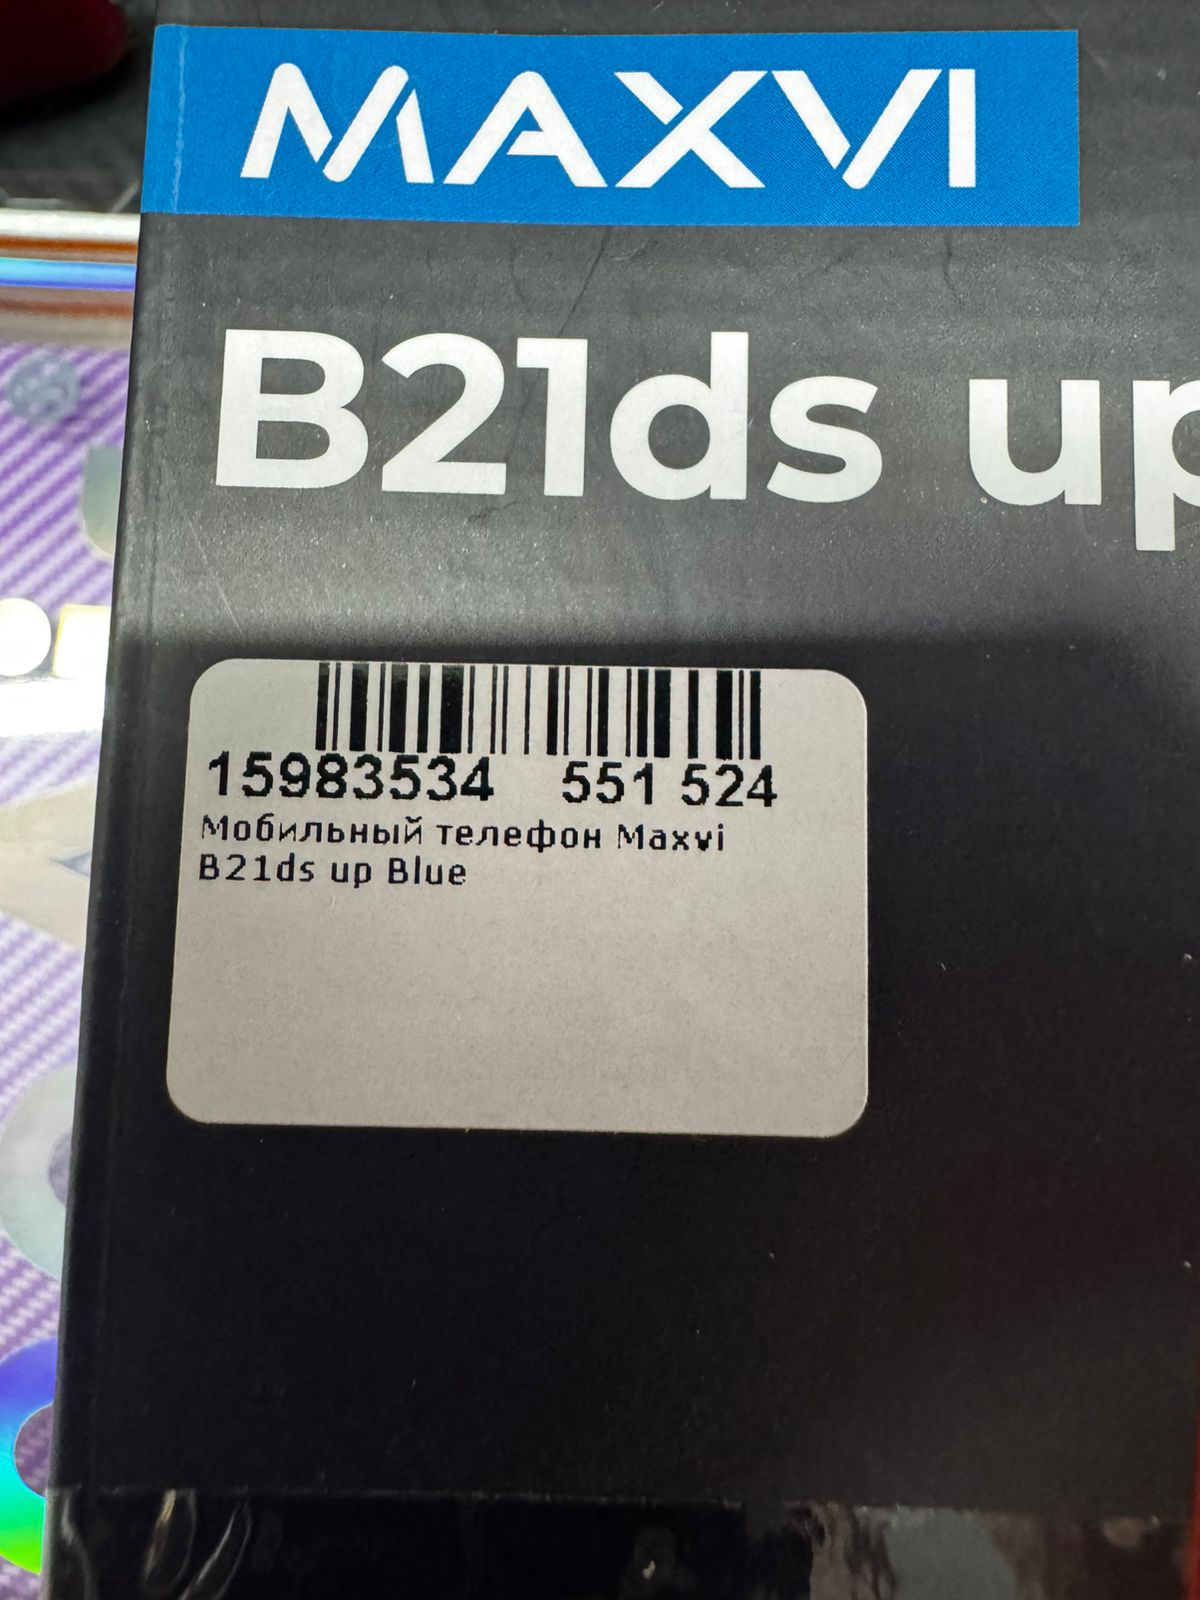 MAXVI
B21ds up
15983534 551 524
Мобильный телефон Maxvi
B21ds up Blue